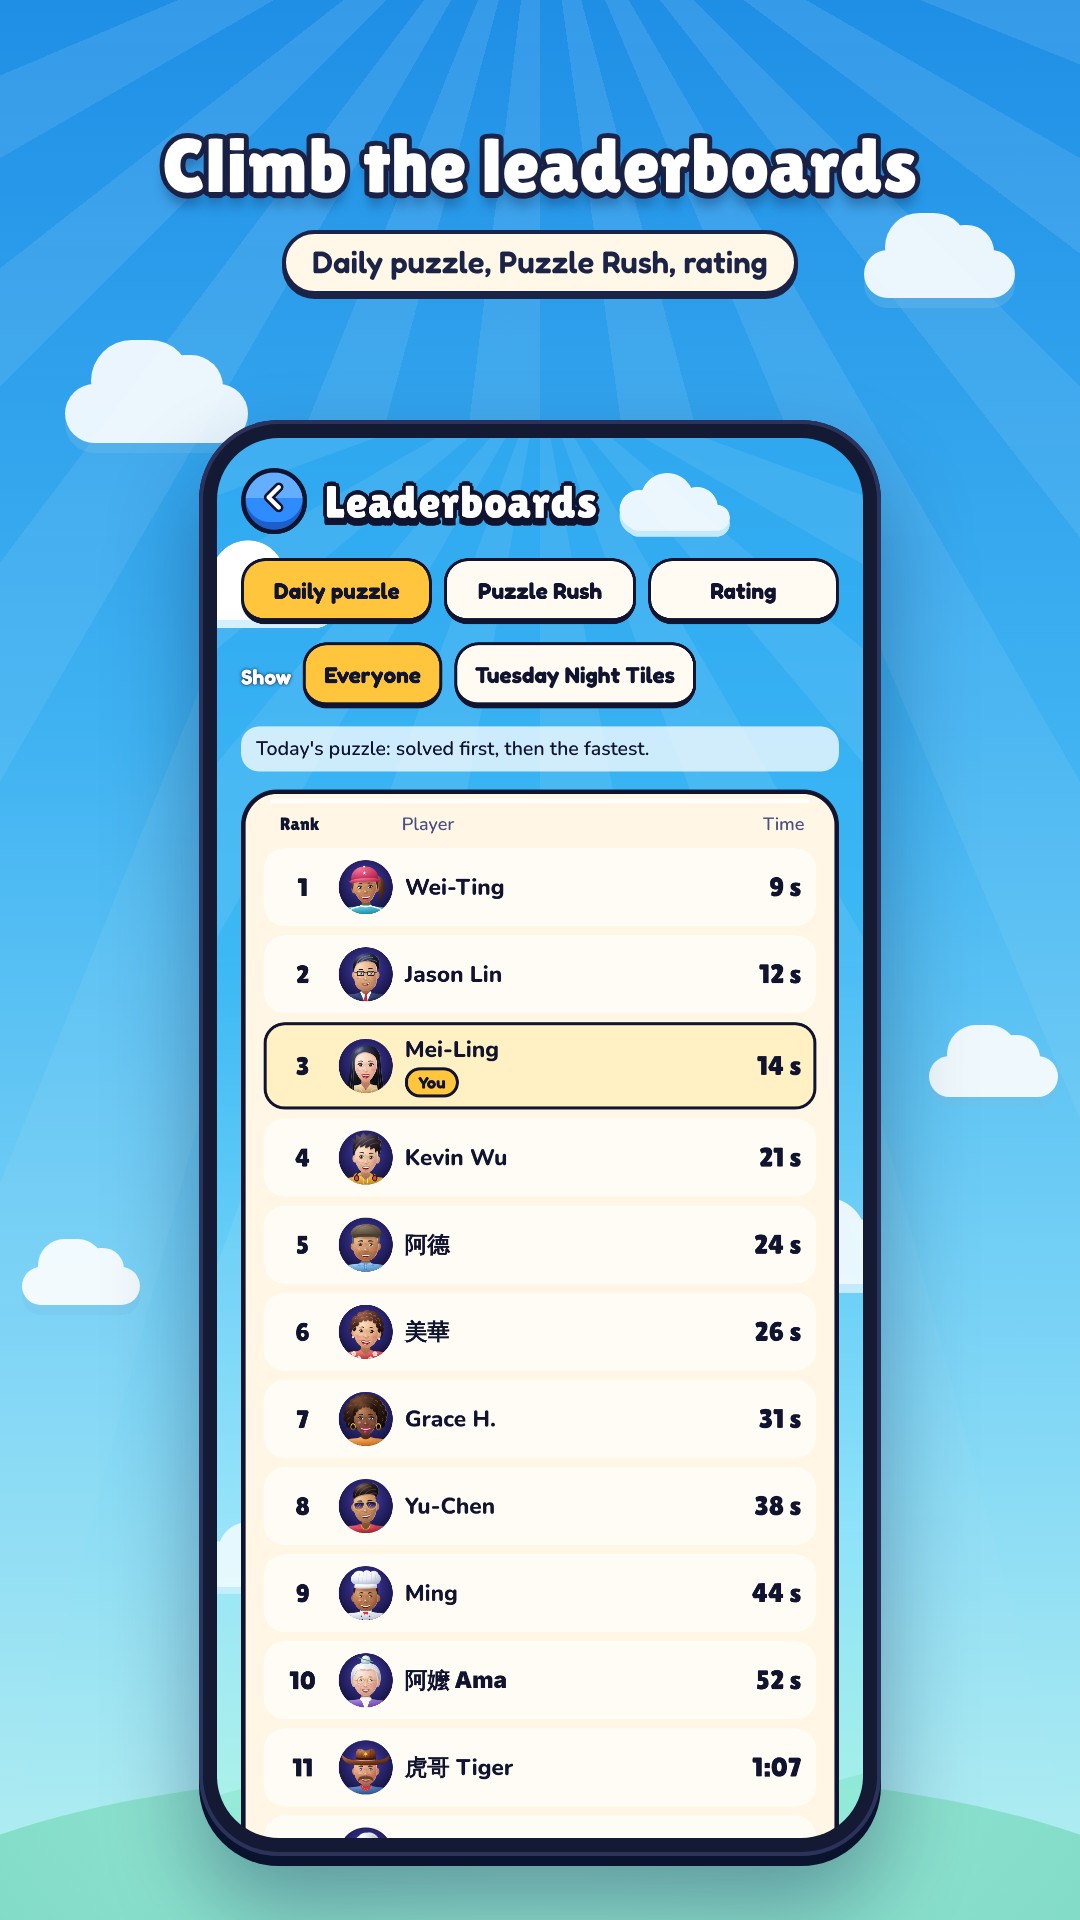 Climb the leaderboards
Daily puzzle, Puzzle Rush, rating
Leaderboards
Daily puzzle Puzzle Rush Rating
Show Everyone Tuesday Night Tiles
Today's puzzle: solved first, then the fastest.
Rank Player Time
1 Wei-Ting 9 s
2 Jason Lin 12 s
3 Mei-Ling 14 s
You
4 Kevin Wu 21 s
5 阿德 24 s
6 美華 26 s
7 Grace H. 31 s
8 Yu-Chen 38 s
9 Ming 44 s
10 阿嬤 Ama 52 s
11 虎哥 Tiger 1:07